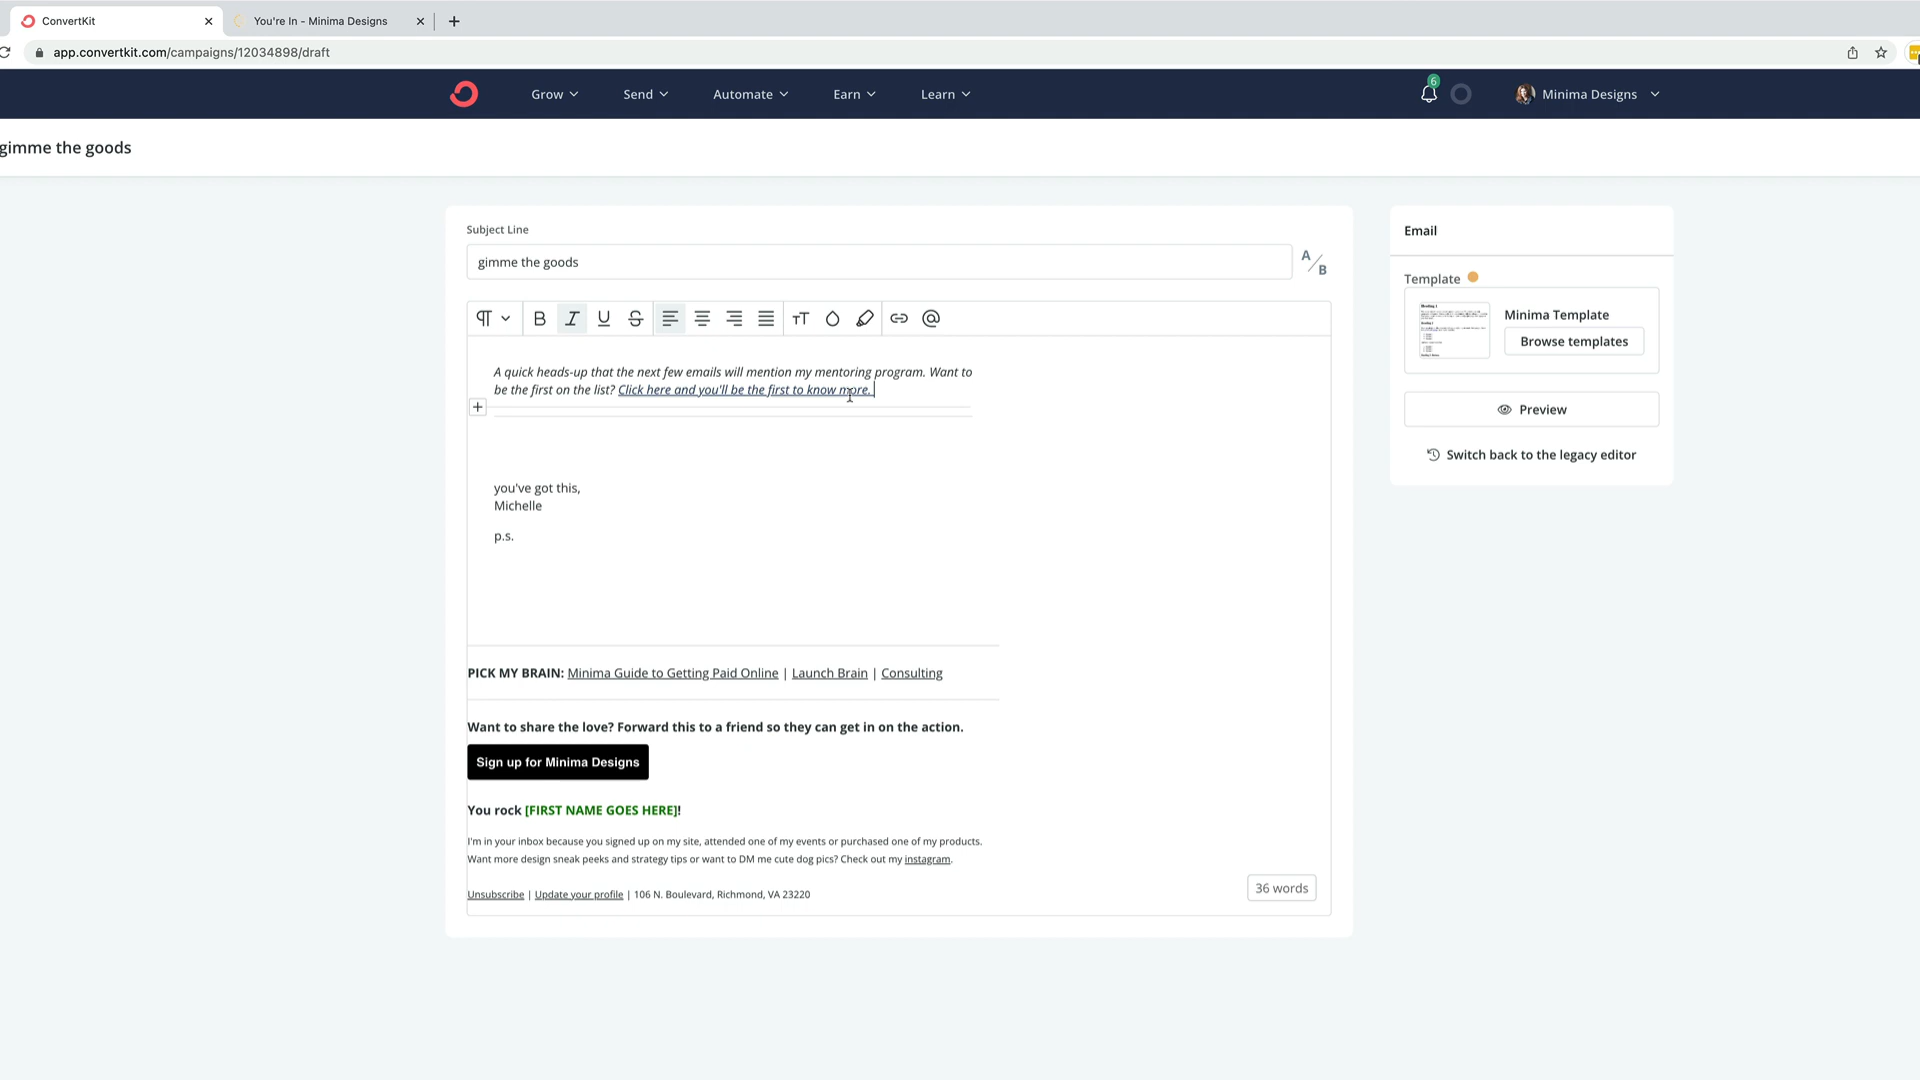 ConvertKit
You're In - Minima Designs
app.convertkit.com/campaigns/12034898/draft
Grow
Send
Automate
Earn
Learn
6
Minima Designs
gimme the goods
Subject Line
gimme the goods
A/B
A quick heads-up that the next few emails will mention my mentoring program. Want to
be the first on the list? Click here and you'll be the first to know more.
you've got this,
Michelle
p.s.
PICK MY BRAIN: Minima Guide to Getting Paid Online | Launch Brain | Consulting
Want to share the love? Forward this to a friend so they can get in on the action.
Sign up for Minima Designs
You rock [FIRST NAME GOES HERE]!
I'm in your inbox because you signed up on my site, attended one of my events or purchased one of my products.
Want more design sneak peeks and strategy tips or want to DM me cute dog pics? Check out my instagram.
Unsubscribe | Update your profile | 106 N. Boulevard, Richmond, VA 23220
36 words
Email
Template
Minima Template
Browse templates
Preview
Switch back to the legacy editor